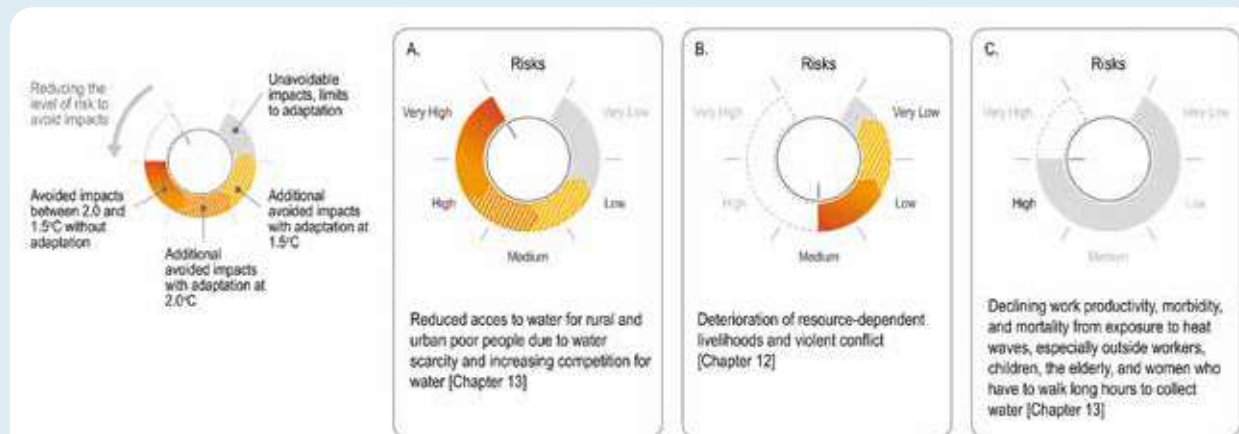 Reducing the
level of risk to
avoid impacts
Unavoidable
impacts, limits
to adaptation
Avoided impacts
between 2.0 and
1.5°C without
adaptation
Additional
avoided impacts
with adaptation at
1.5°C
Additional
avoided impacts
with adaptation at
2.0°C
A.
Risks
Very High
Very Low
High
Low
Medium
Reduced acces to water for rural and
urban poor people due to water
scarcity and increasing competition for
water [Chapter 13]
B.
Risks
Very High
Very Low
High
Low
Medium
Deterioration of resource-dependent
livelihoods and violent conflict
[Chapter 12]
C.
Risks
Very High
Very Low
High
Low
Medium
Declining work productivity, morbidity,
and mortality from exposure to heat
waves, especially outside workers,
children, the elderly, and women who
have to walk long hours to collect
water [Chapter 13]